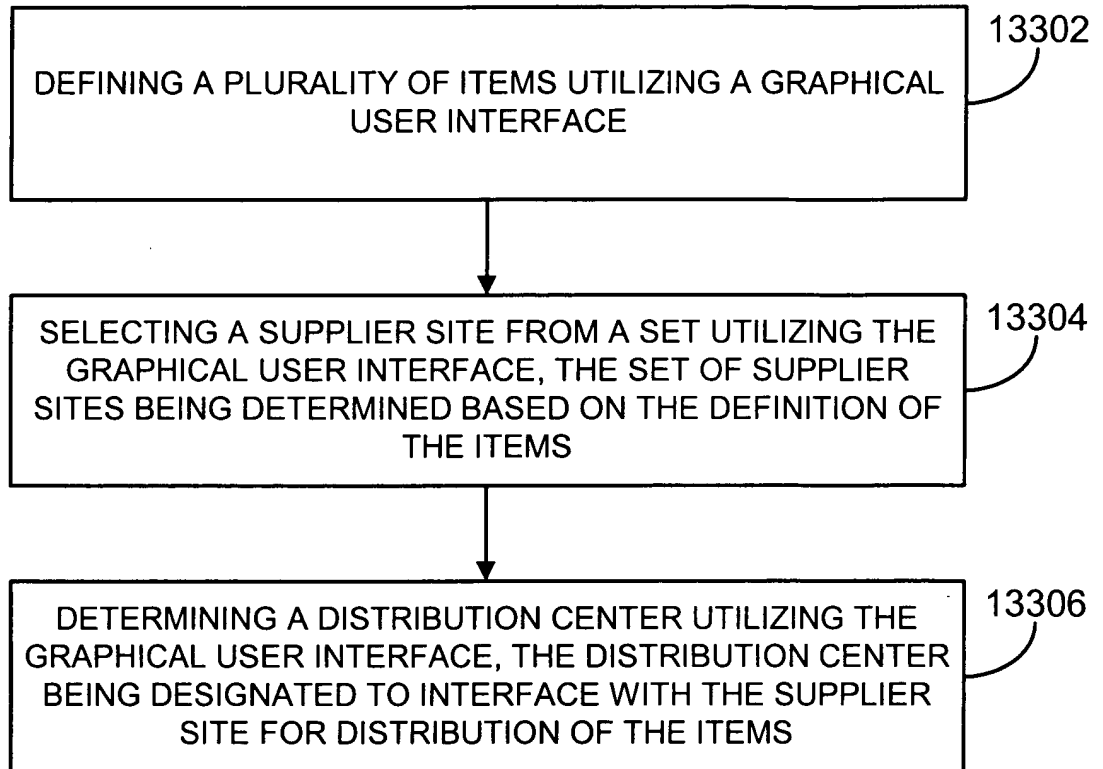 13302
DEFINING A PLURALITY OF ITEMS UTILIZING A GRAPHICAL
USER INTERFACE
13304
SELECTING A SUPPLIER SITE FROM A SET UTILIZING THE
GRAPHICAL USER INTERFACE, THE SET OF SUPPLIER
SITES BEING DETERMINED BASED ON THE DEFINITION OF
THE ITEMS
13306
DETERMINING A DISTRIBUTION CENTER UTILIZING THE
GRAPHICAL USER INTERFACE, THE DISTRIBUTION CENTER
BEING DESIGNATED TO INTERFACE WITH THE SUPPLIER
SITE FOR DISTRIBUTION OF THE ITEMS